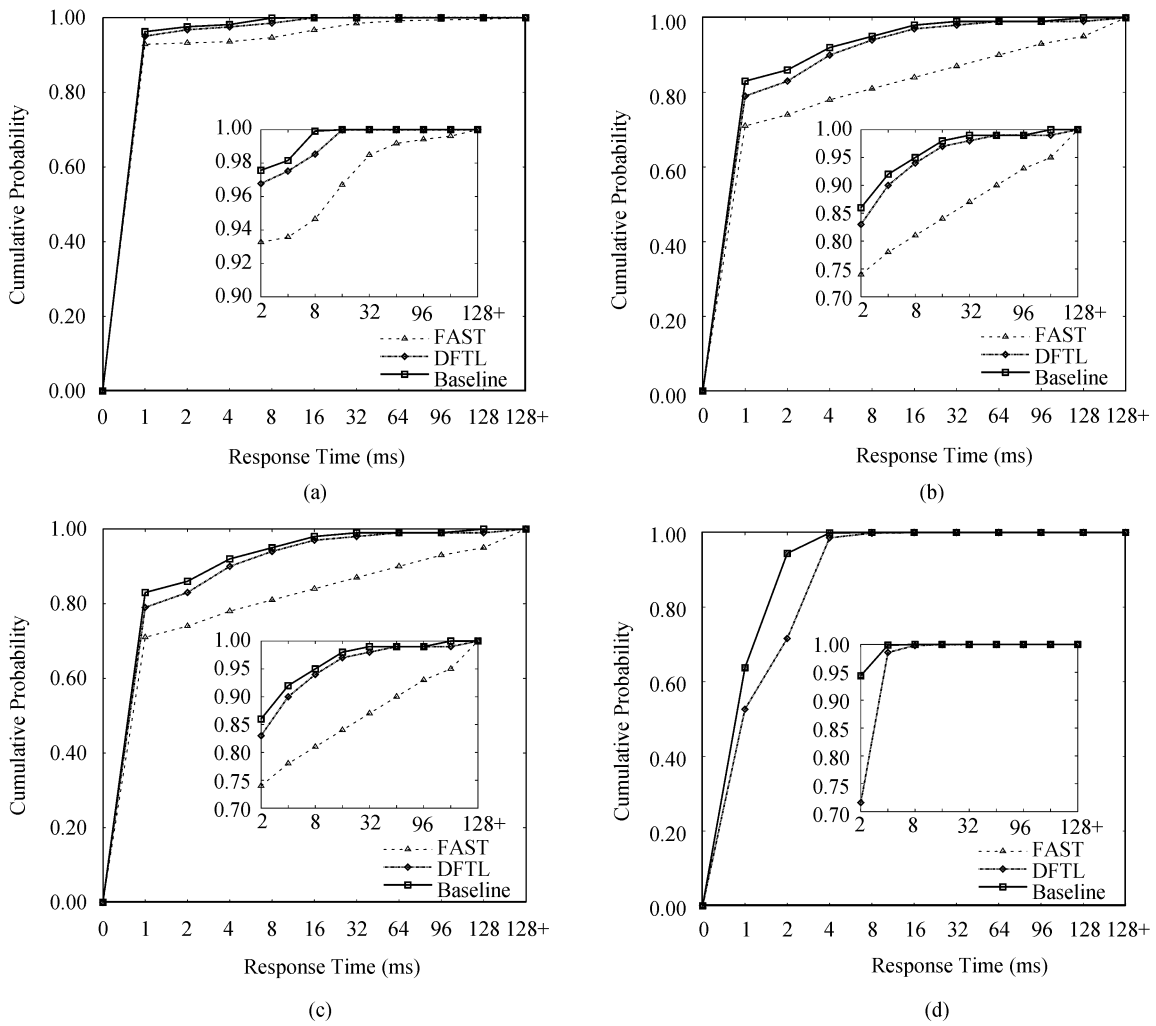 Cumulative Probability
1.00
0.80
0.60
0.40
0.20
0.00
1.00
0.98
0.96
0.94
0.92
0.90
2 8 32 96 128+
FAST
DFTL
Baseline
0 1 2 4 8 16 32 64 96 128 128+
Response Time (ms)
(a)
Cumulative Probability
1.00
0.80
0.60
0.40
0.20
0.00
1.00
0.95
0.90
0.85
0.80
0.75
0.70
2 8 32 96 128+
FAST
DFTL
Baseline
0 1 2 4 8 16 32 64 96 128 128+
Response Time (ms)
(b)
Cumulative Probability
1.00
0.80
0.60
0.40
0.20
0.00
1.00
0.95
0.90
0.85
0.80
0.75
0.70
2 8 32 96 128+
FAST
DFTL
Baseline
0 1 2 4 8 16 32 64 96 128 128+
Response Time (ms)
(c)
Cumulative Probability
1.00
0.80
0.60
0.40
0.20
0.00
1.00
0.95
0.90
0.85
0.80
0.75
0.70
2 8 32 96 128+
FAST
DFTL
Baseline
0 1 2 4 8 16 32 64 96 128 128+
Response Time (ms)
(d)